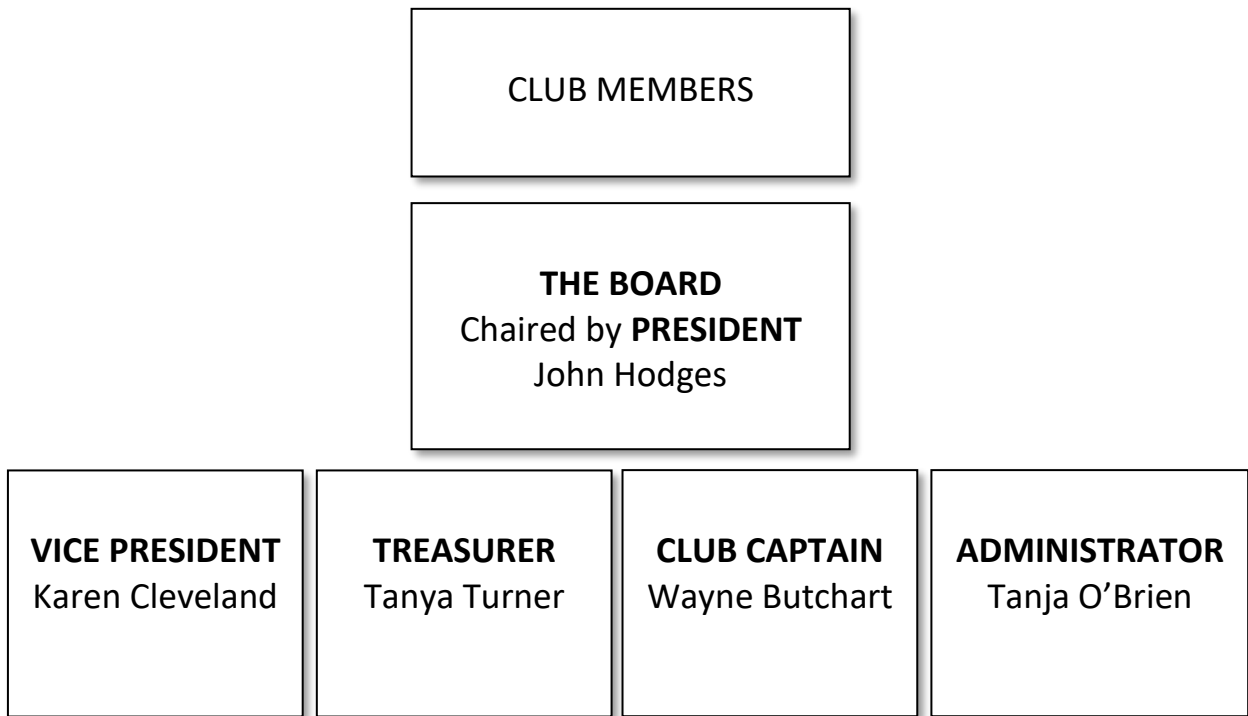 CLUB MEMBERS
THE BOARD
Chaired by PRESIDENT
John Hodges
VICE PRESIDENT
Karen Cleveland
TREASURER
Tanya Turner
CLUB CAPTAIN
Wayne Butchart
ADMINISTRATOR
Tanja O’Brien